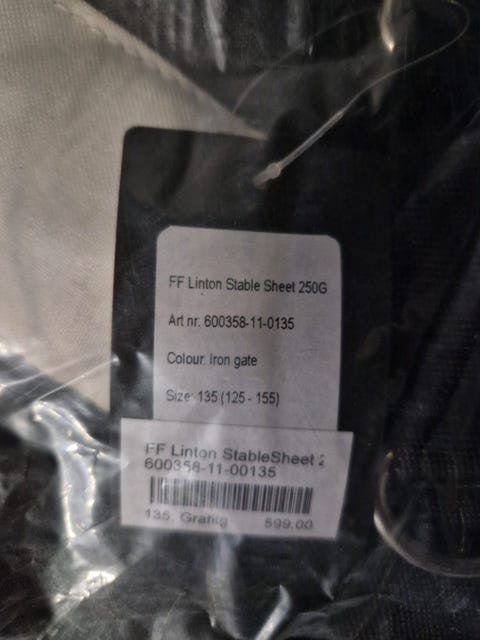 FF Linton Stable Sheet 250G
Art nr: 600358-11-0135
Colour: Iron gate
Size: 135 (125 - 155)
FF Linton StableSheet 2
600358-11-00135
135, Grafitg 599.00